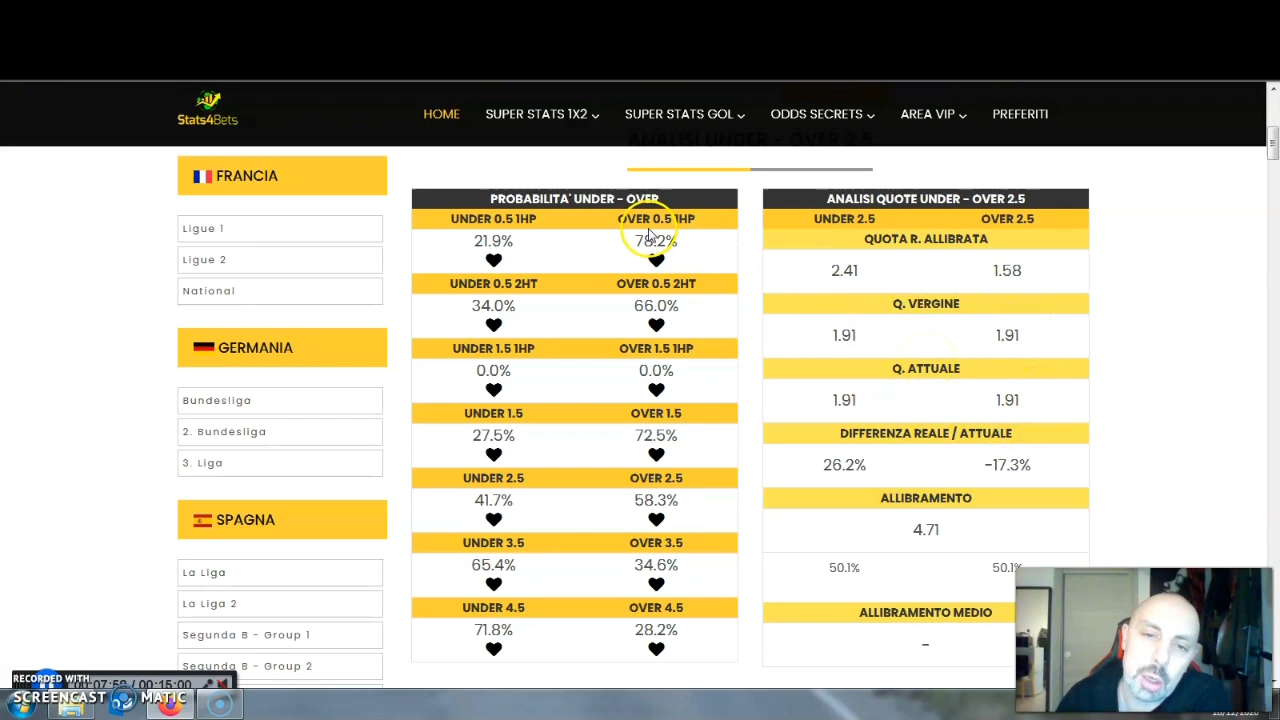 Stats4Bets
HOME SUPER STATS 1X2 SUPER STATS GOL ODDS SECRETS AREA VIP PREFERITI
ANALISI UNDER - OVER 2.5
FRANCIA
Ligue 1
Ligue 2
National
GERMANIA
Bundesliga
2. Bundesliga
3. Liga
SPAGNA
La Liga
La Liga 2
Segunda B - Group 1
Segunda B - Group 2
PROBABILITA' UNDER - OVER
UNDER 0.5 1HP OVER 0.5 1HP
21.9% 78.2%
UNDER 0.5 2HT OVER 0.5 2HT
34.0% 66.0%
UNDER 1.5 1HP OVER 1.5 1HP
0.0% 0.0%
UNDER 1.5 OVER 1.5
27.5% 72.5%
UNDER 2.5 OVER 2.5
41.7% 58.3%
UNDER 3.5 OVER 3.5
65.4% 34.6%
UNDER 4.5 OVER 4.5
71.8% 28.2%
ANALISI QUOTE UNDER - OVER 2.5
UNDER 2.5 OVER 2.5
QUOTA R. ALLIBRATA
2.41 1.58
Q. VERGINE
1.91 1.91
Q. ATTUALE
1.91 1.91
DIFFERENZA REALE / ATTUALE
26.2% -17.3%
ALLIBRAMENTO
4.71
50.1% 50.1%
ALLIBRAMENTO MEDIO
-
RECORDED WITH
SCREENCAST MATIC